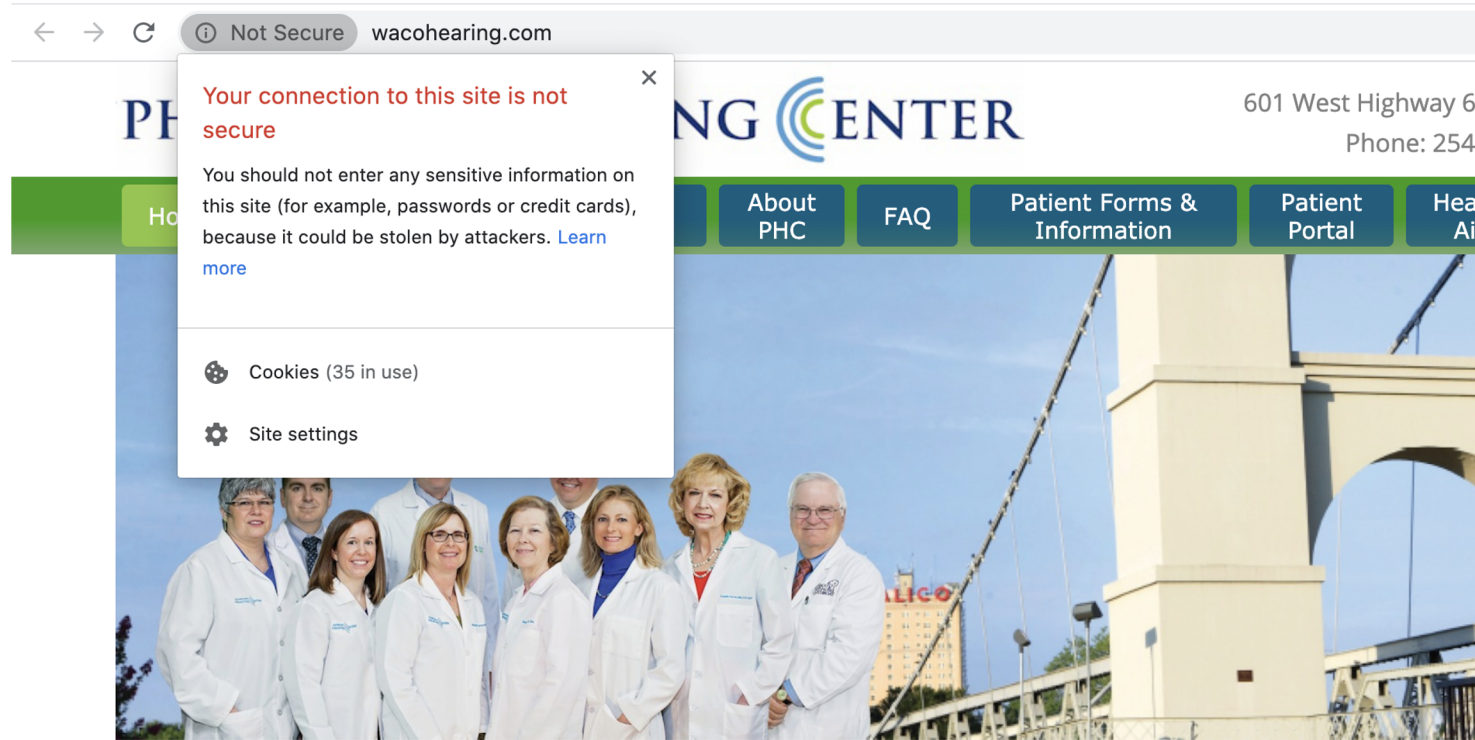 Not Secure wacohearing.com
Your connection to this site is not
secure
You should not enter any sensitive information on
this site (for example, passwords or credit cards),
because it could be stolen by attackers. Learn
more
Cookies (35 in use)
Site settings
PH NG CENTER
601 West Highway 6
Phone: 254
Ho
About
PHC
FAQ
Patient Forms &
Information
Patient
Portal
Hea
Ai
ALICO